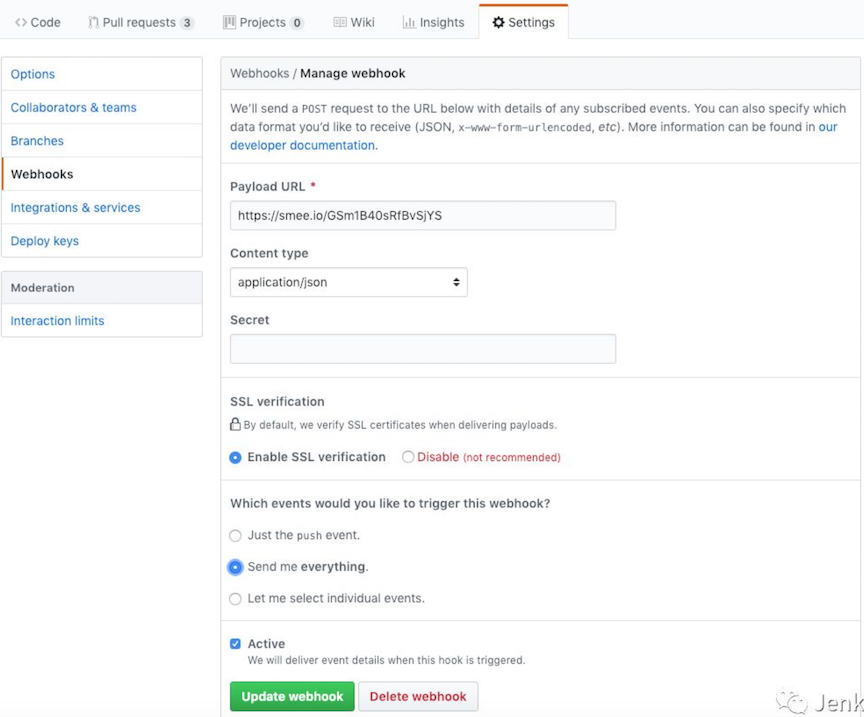 Code Pull requests 3 Projects 0 Wiki Insights Settings
Options
Collaborators & teams
Branches
Webhooks
Integrations & services
Deploy keys
Moderation
Interaction limits
Webhooks / Manage webhook
We'll send a POST request to the URL below with details of any subscribed events. You can also specify which
data format you'd like to receive (JSON, x-www-form-urlencoded, etc). More information can be found in our
developer documentation.
Payload URL *
https://smee.io/GSm1B40sRfBvSjYS
Content type
application/json
Secret
SSL verification
By default, we verify SSL certificates when delivering payloads.
Enable SSL verification Disable (not recommended)
Which events would you like to trigger this webhook?
Just the push event.
Send me everything.
Let me select individual events.
Active
We will deliver event details when this hook is triggered.
Update webhook Delete webhook
Jenk